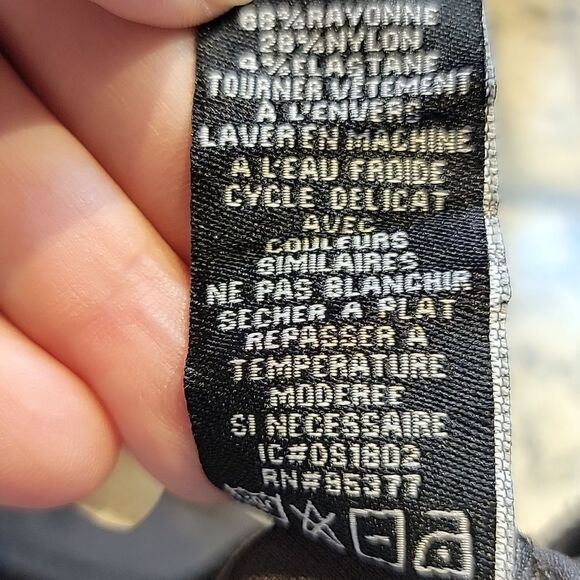 68%RAYONNE
28%NYLON
4%ELASTANE
TOURNER VÊTEMENT
À L'ENVERS
LAVER EN MACHINE
A L'EAU FROIDE
CYCLE DELICAT
AVEC
COULEURS
SIMILAIRES
NE PAS BLANCHIR
SECHER A PLAT
REPASSER À
TEMPERATURE
MODEREE
SI NECESSAIRE
IC#DS1802
RN#95377